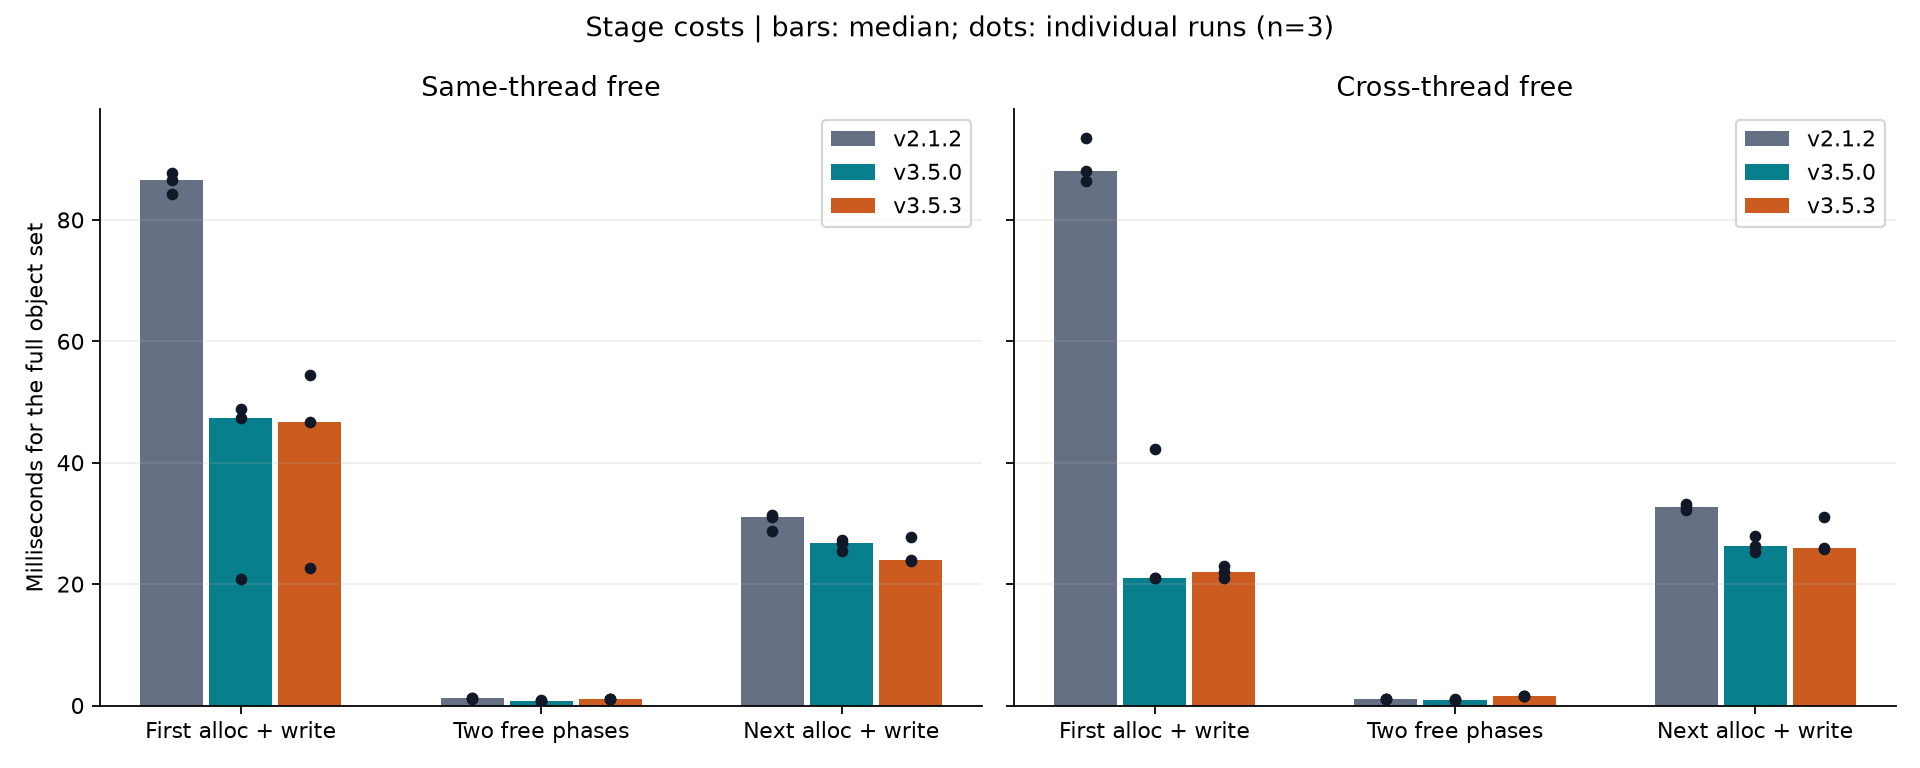 Stage costs | bars: median; dots: individual runs (n=3)
Same-thread free
Milliseconds for the full object set
80
60
40
20
0
v2.1.2
v3.5.0
v3.5.3
First alloc + write
Two free phases
Next alloc + write
Cross-thread free
v2.1.2
v3.5.0
v3.5.3
First alloc + write
Two free phases
Next alloc + write